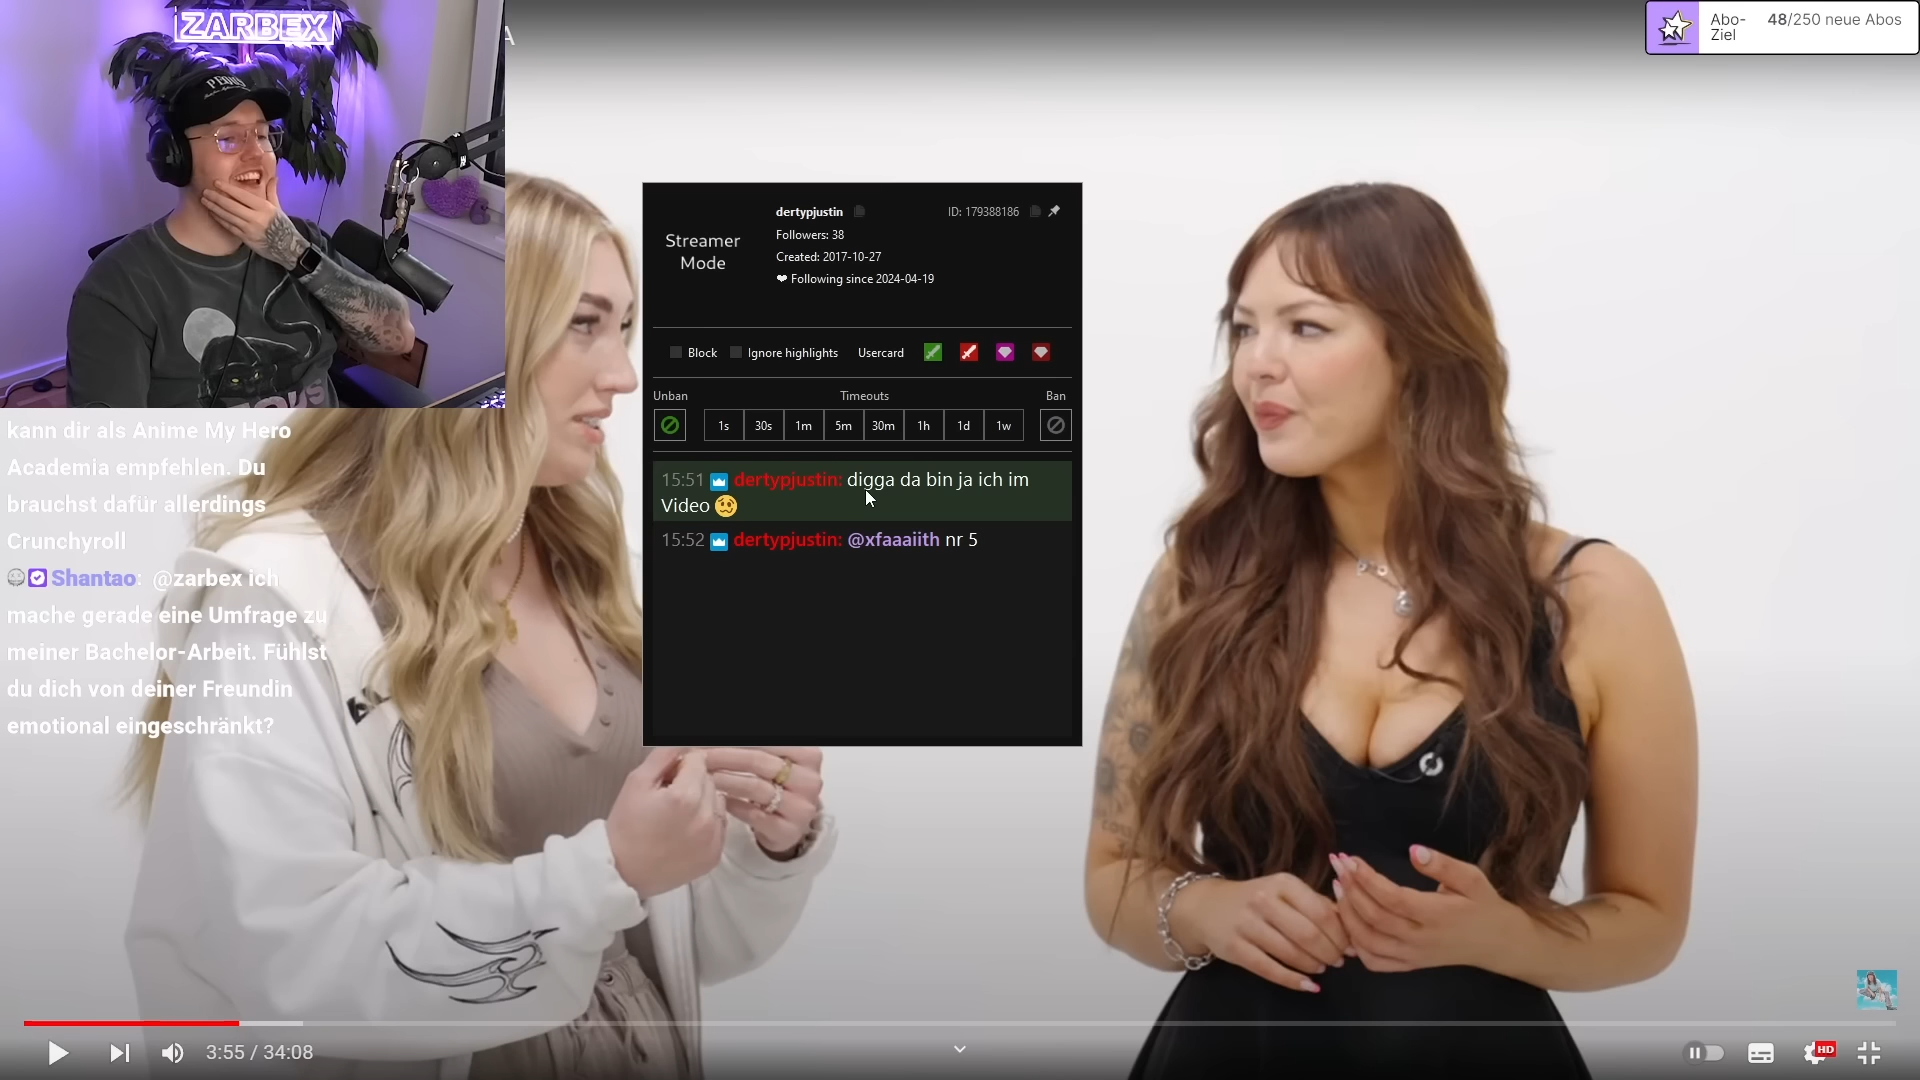 ZARBEX
A
Abo-
Ziel
48/250 neue Abos
dertypjustin
ID: 179388186
Streamer
Mode
Followers: 38
Created: 2017-10-27
❤ Following since 2024-04-19
Block
Ignore highlights
Usercard
Unban
Timeouts
Ban
1s
30s
1m
5m
30m
1h
1d
1w
15:51 dertypjustin: digga da bin ja ich im
Video 🥴
15:52 dertypjustin: @xfaaaiith nr 5
kann dir als Anime My Hero
Academia empfehlen. Du
brauchst dafür allerdings
Crunchyroll
Shantao: @zarbex ich
mache gerade eine Umfrage zu
meiner Bachelor-Arbeit. Fühlst
du dich von deiner Freundin
emotional eingeschränkt?
3:55 / 34:08
HD